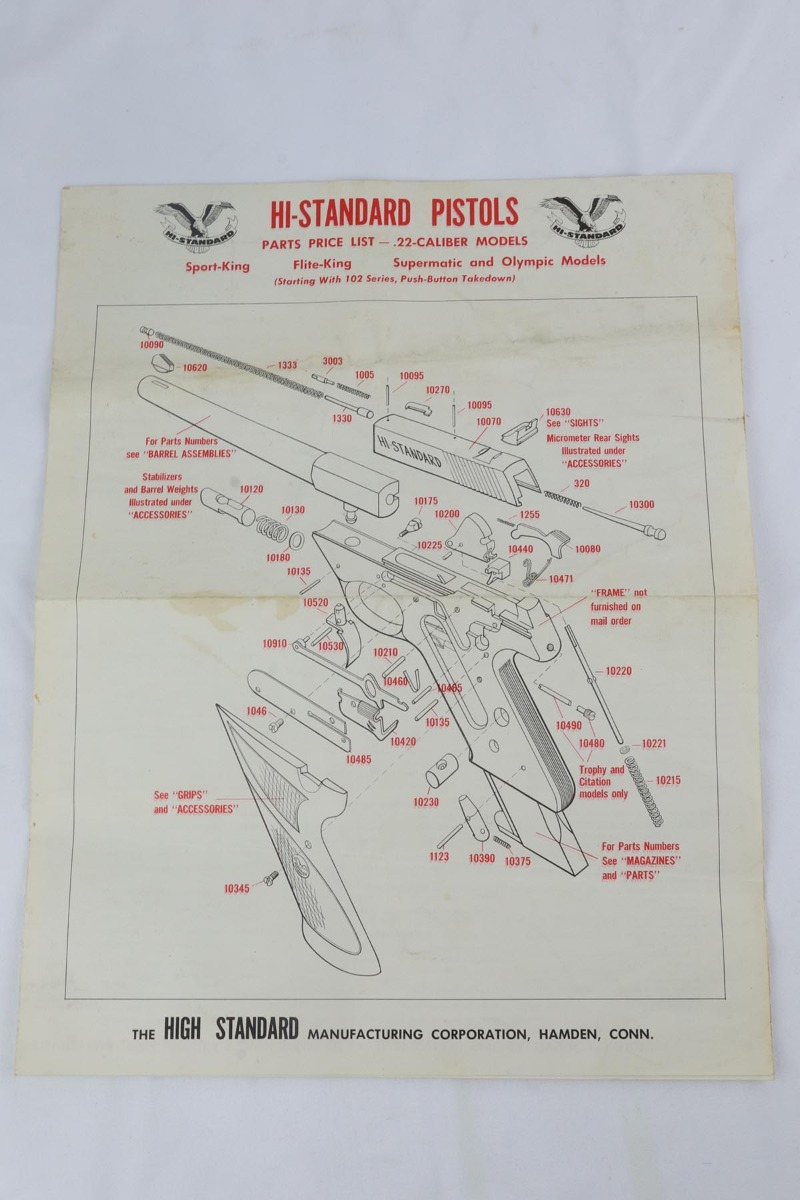 HI-STANDARD
HI-STANDARD PISTOLS
HI-STANDARD
PARTS PRICE LIST — .22-CALIBER MODELS
Sport-King Flite-King Supermatic and Olympic Models
(Starting With 102 Series, Push-Button Takedown)
10090
10620
1333
3003
1005
10095
10270
10095
1330
10070
10630
See "SIGHTS"
Micrometer Rear Sights
Illustrated under
"ACCESSORIES"
HI-STANDARD
For Parts Numbers
see "BARREL ASSEMBLIES"
Stabilizers
and Barrel Weights
Illustrated under
"ACCESSORIES"
10120
10130
10180
10175
10200
1255
320
10300
10225
10440
10080
10471
10135
10520
"FRAME" not
furnished on
mail order
10910
10530
10210
10460
10405
10220
1046
10135
10490
10420
10480
10221
10485
Trophy and
Citation
models only
10215
See "GRIPS"
and "ACCESSORIES"
10230
1123
10390
10375
For Parts Numbers
See "MAGAZINES"
and "PARTS"
10345
THE HIGH STANDARD MANUFACTURING CORPORATION, HAMDEN, CONN.